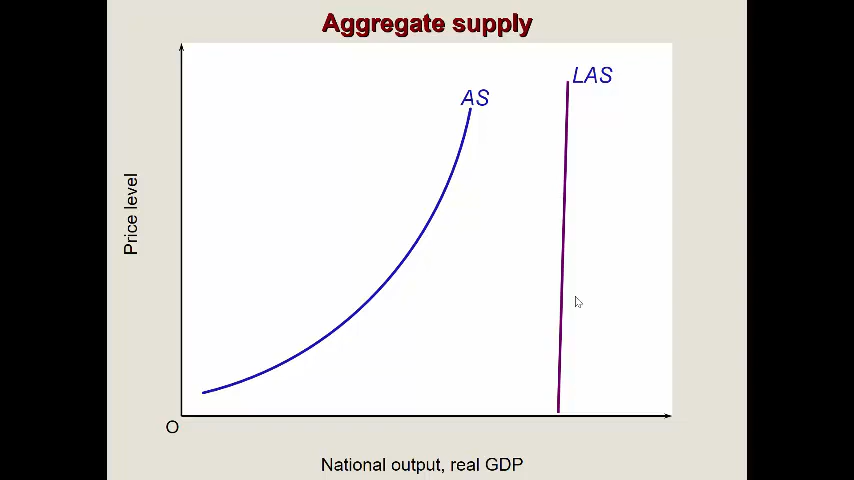 Aggregate supply
LAS
AS
Price level
O
National output, real GDP